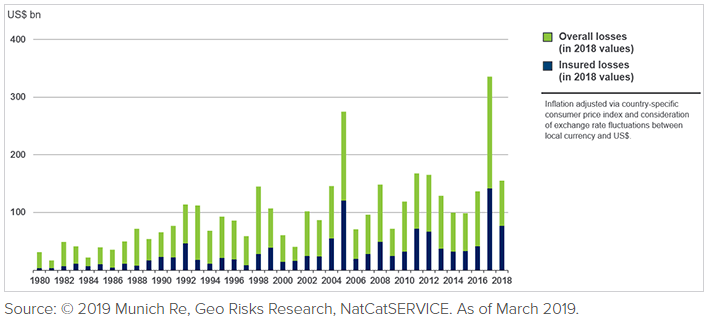 US$ bn
400
300
200
100
1980 1982 1984 1986 1988 1990 1992 1994 1996 1998 2000 2002 2004 2006 2008 2010 2012 2014 2016 2018
Overall losses
(in 2018 values)
Insured losses
(in 2018 values)
Inflation adjusted via country-specific
consumer price index and consideration
of exchange rate fluctuations between
local currency and US$.
Source: © 2019 Munich Re, Geo Risks Research, NatCatSERVICE. As of March 2019.